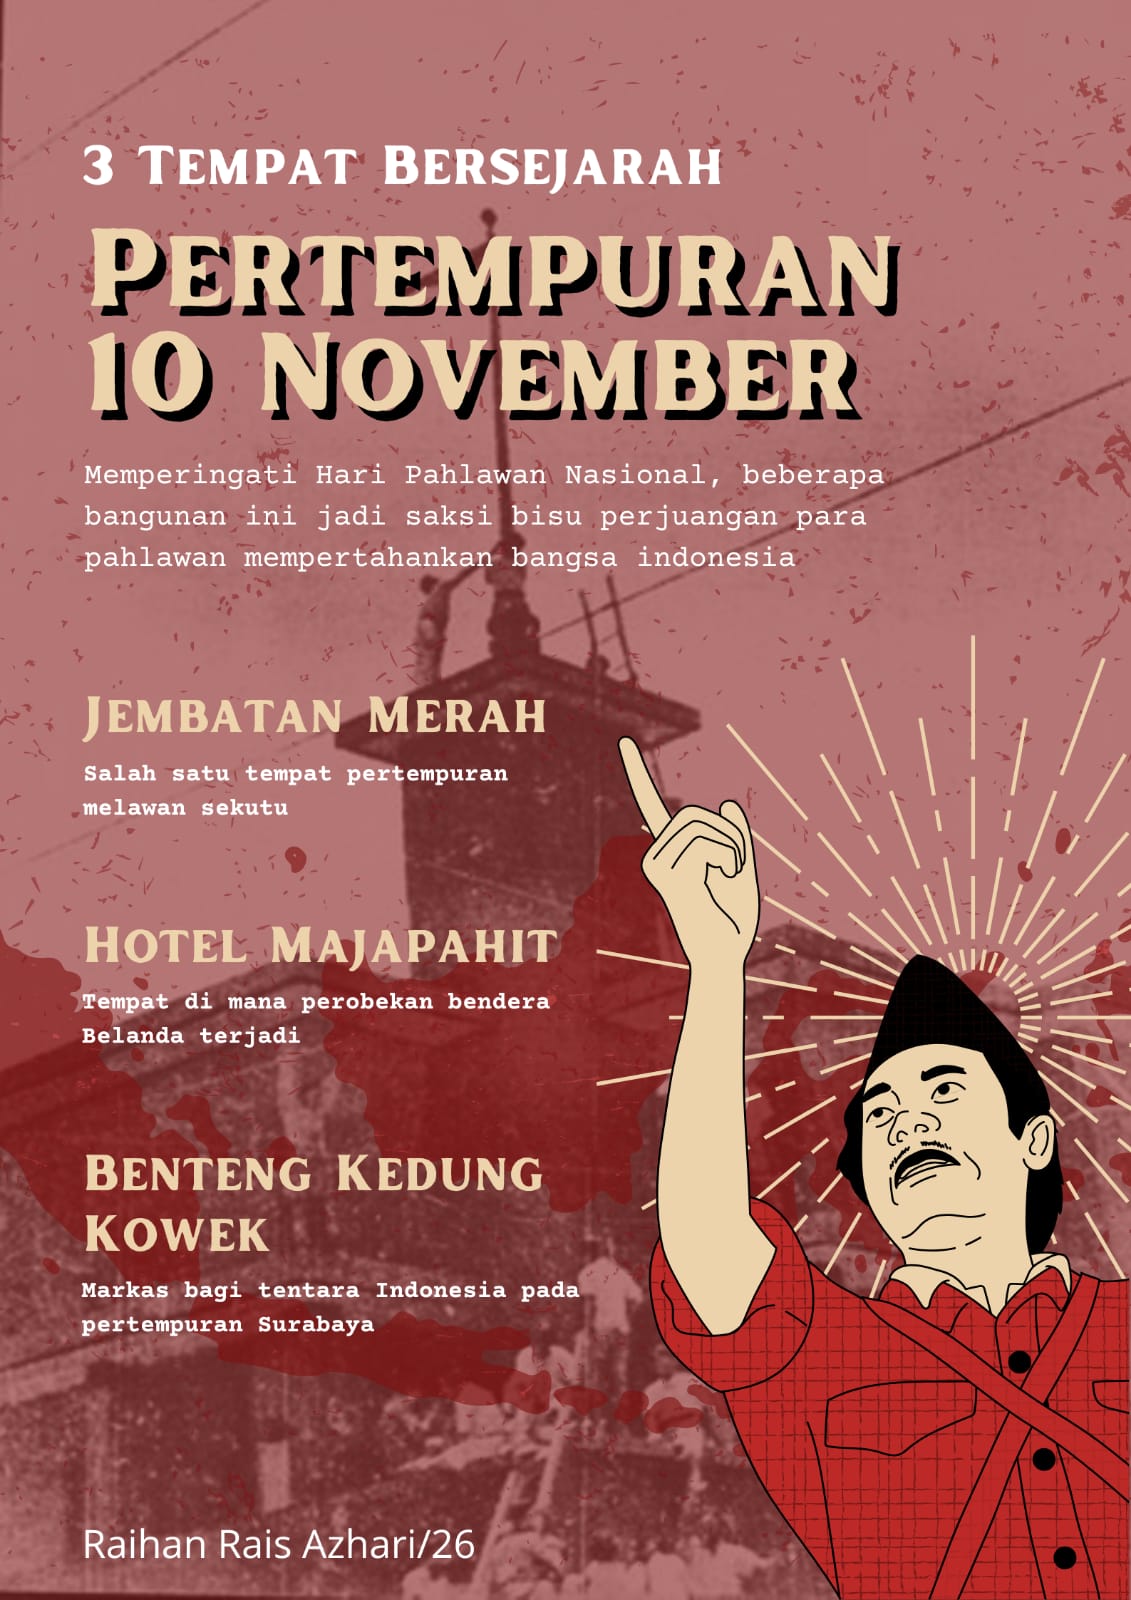 3 Tempat Bersejarah
Pertempuran
10 November
Memperingati Hari Pahlawan Nasional, beberapa
bangunan ini jadi saksi bisu perjuangan para
pahlawan mempertahankan bangsa indonesia
Jembatan Merah
Salah satu tempat pertempuran
melawan sekutu
Hotel Majapahit
Tempat di mana perobekan bendera
Belanda terjadi
Benteng Kedung
Kowek
Markas bagi tentara Indonesia pada
pertempuran Surabaya
Raihan Rais Azhari/26